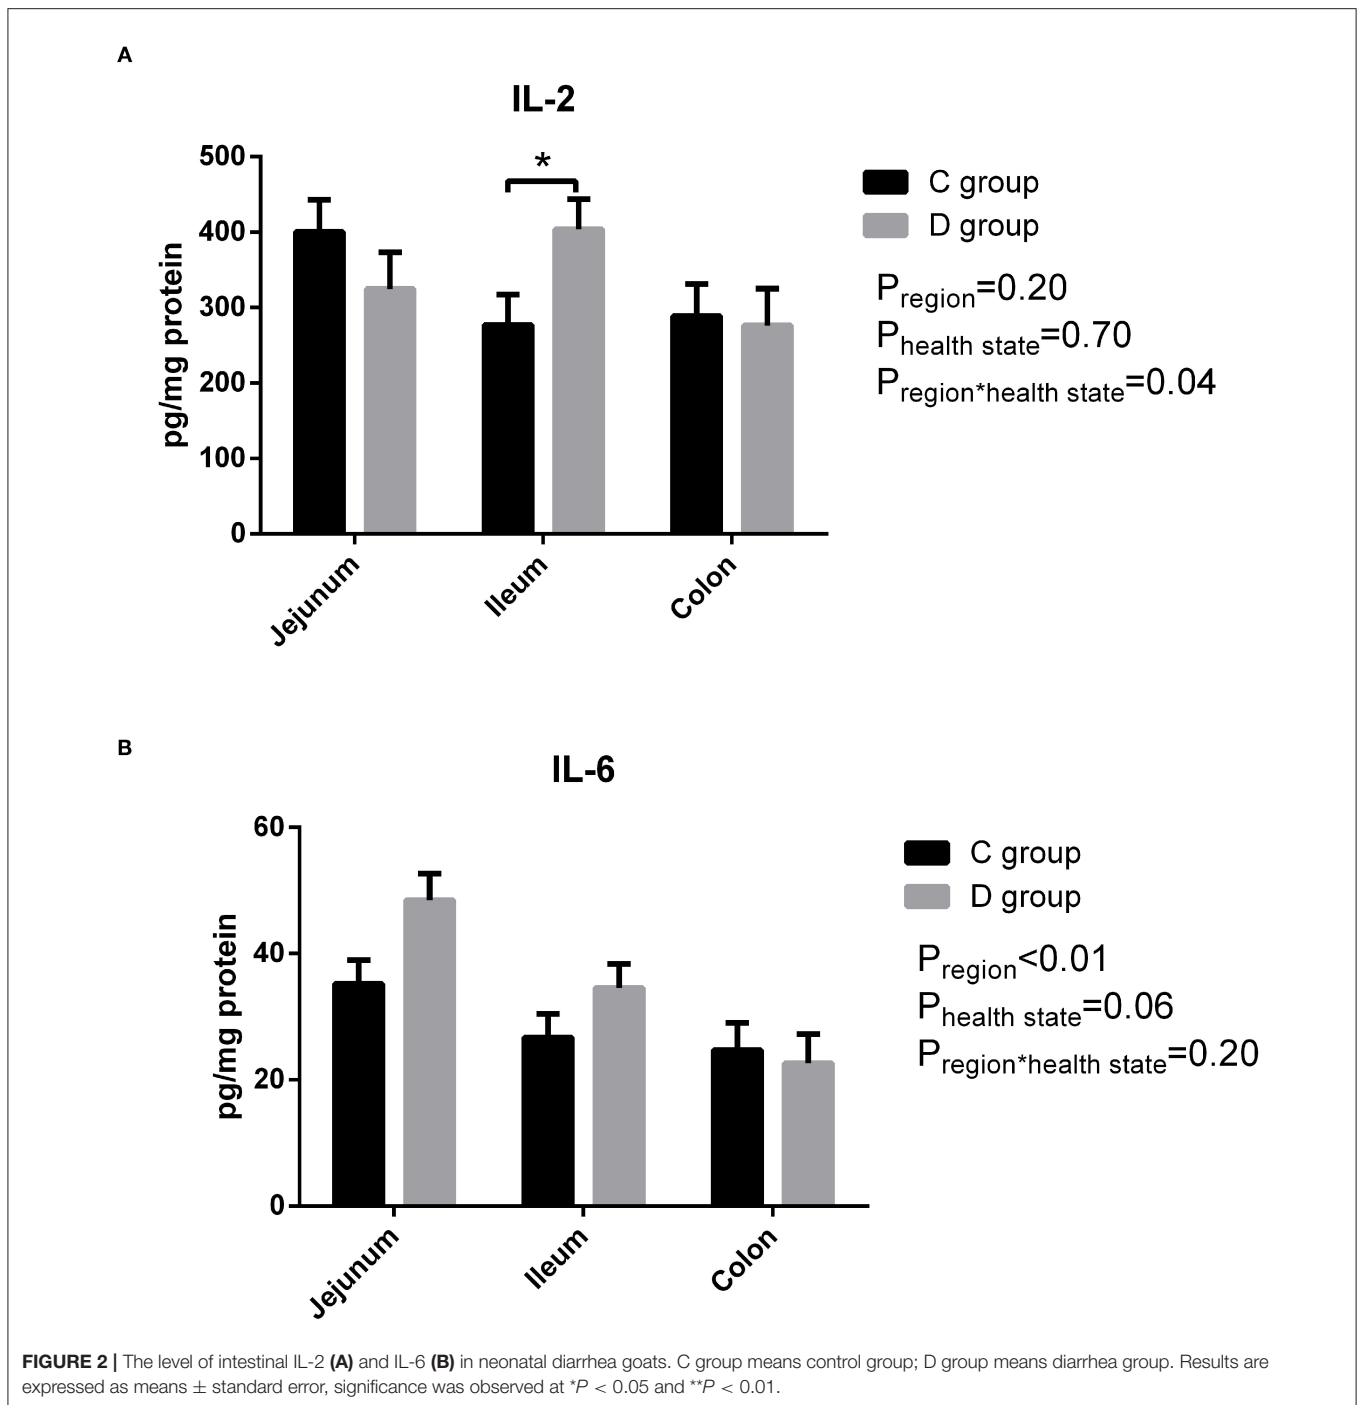 A
IL-2
*
500
400
300
200
100
0
pg/mg protein
Jejunum
Ileum
Colon
C group
D group
Pregion=0.20
Phealth state=0.70
Pregion*health state=0.04
B
IL-6
60
40
20
0
pg/mg protein
Jejunum
Ileum
Colon
C group
D group
Pregion<0.01
Phealth state=0.06
Pregion*health state=0.20
FIGURE 2 | The level of intestinal IL-2 (A) and IL-6 (B) in neonatal diarrhea goats. C group means control group; D group means diarrhea group. Results are
expressed as means ± standard error, significance was observed at *P < 0.05 and **P < 0.01.